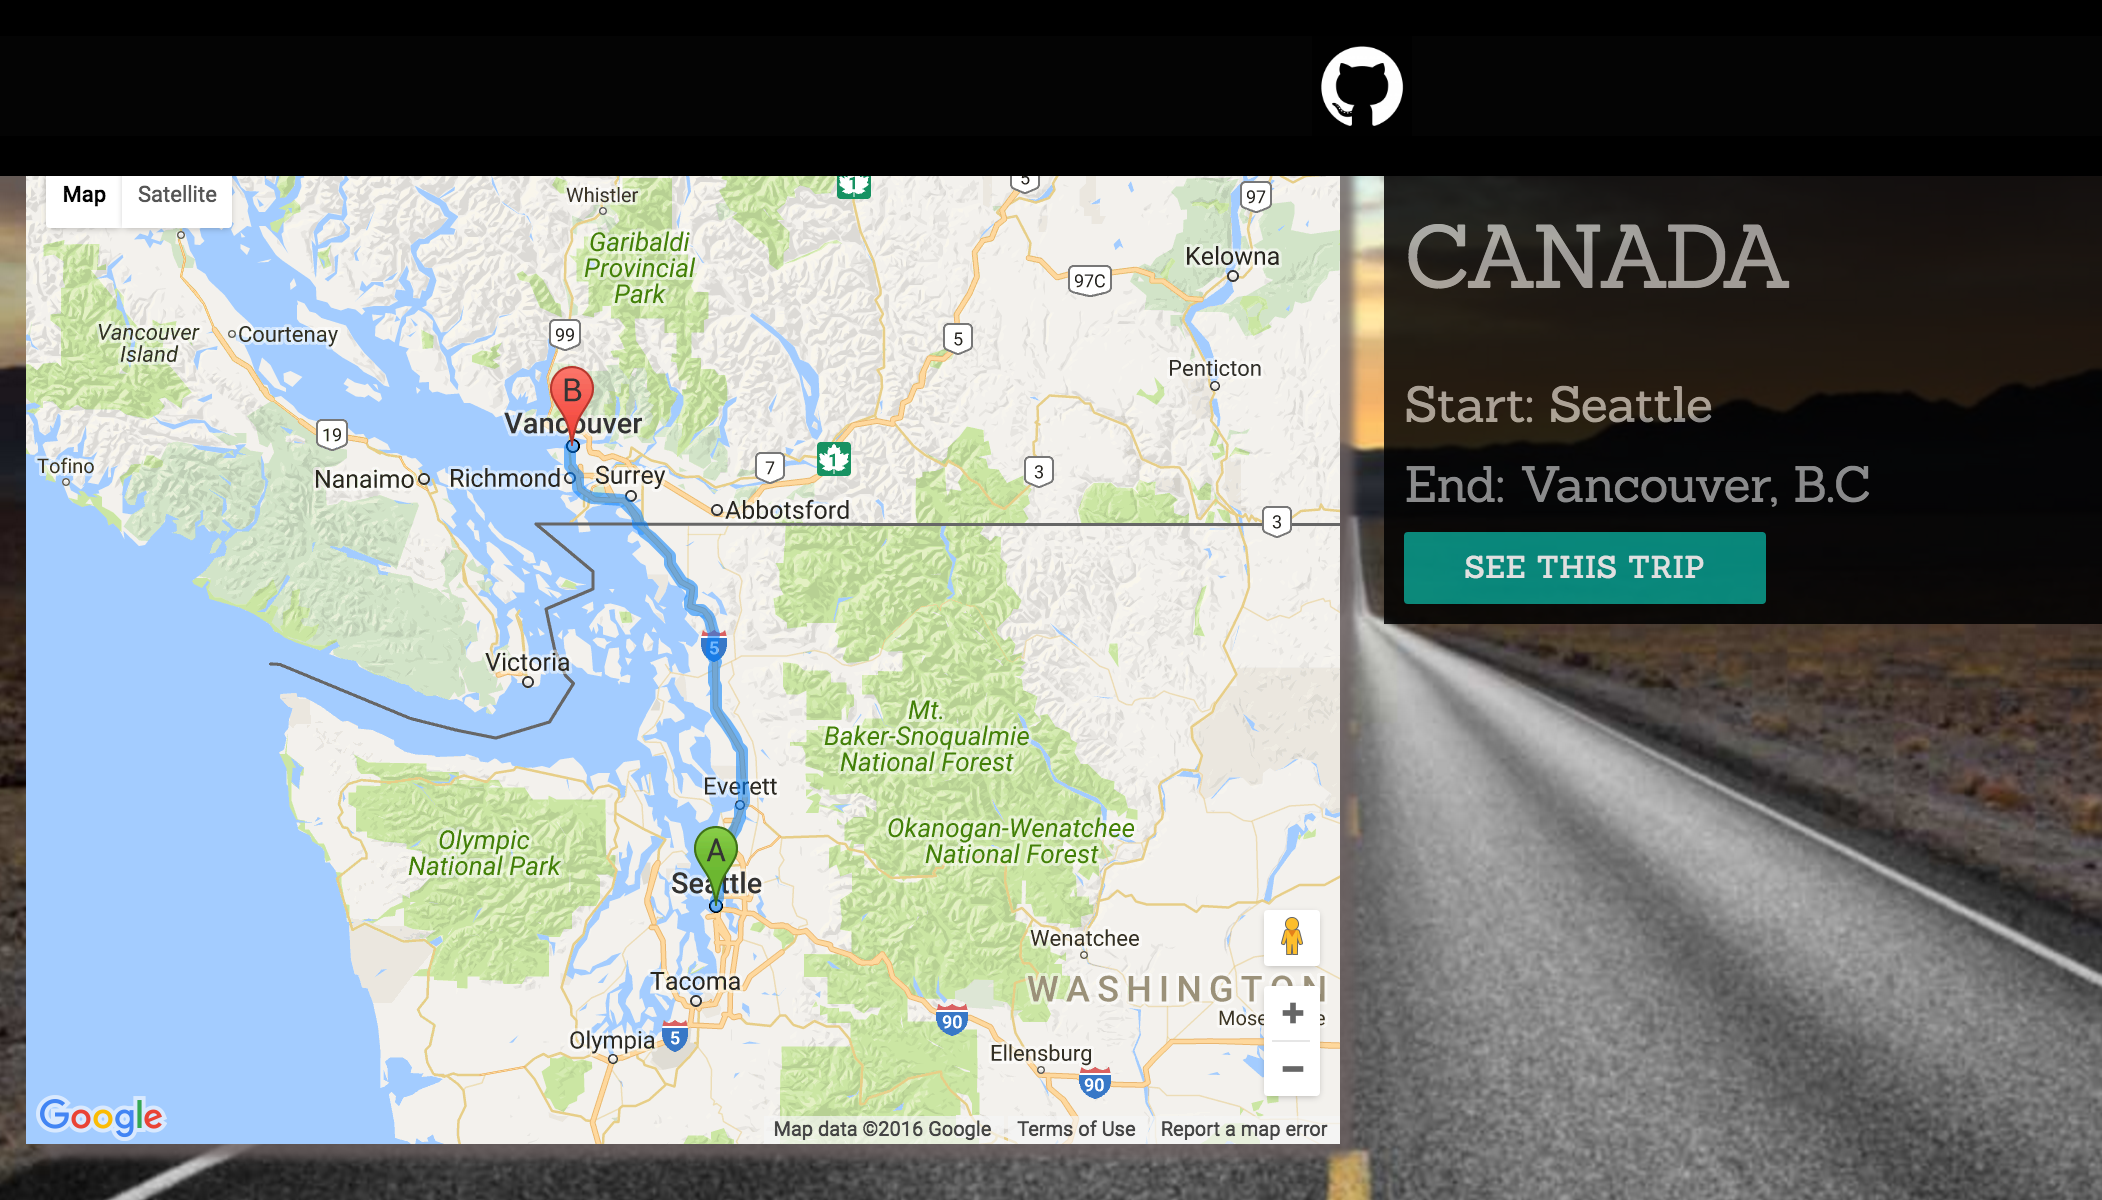 Map Satellite
Whistler
1
5
97
Garibaldi
Provincial
Park
Kelowna
97C
Vancouver
Island
Courtenay
99
5
Penticton
B
Vancouver
19
Tofino
Nanaimo
Richmond
Surrey
7
1
3
Abbotsford
3
5
Victoria
Mt.
Baker-Snoqualmie
National Forest
Everett
Olympic
National Park
Okanogan-Wenatchee
National Forest
A
Seattle
Wenatchee
Tacoma
WASHINGTON
Olympia
5
90
Ellensburg
90
Google
Map data ©2016 Google Terms of Use Report a map error
CANADA
Start: Seattle
End: Vancouver, B.C
SEE THIS TRIP